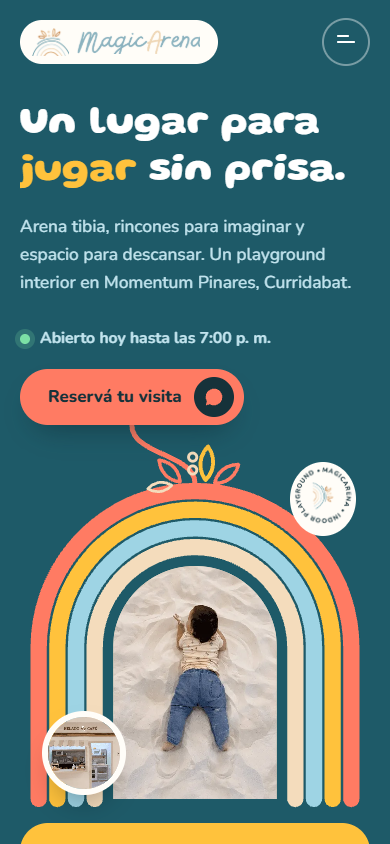 MagicArena
Un lugar para
jugar sin prisa.
Arena tibia, rincones para imaginar y
espacio para descansar. Un playground
interior en Momentum Pinares, Curridabat.
Abierto hoy hasta las 7:00 p. m.
Reservá tu visita
• MAGICARENA • INDOOR PLAYGROUND